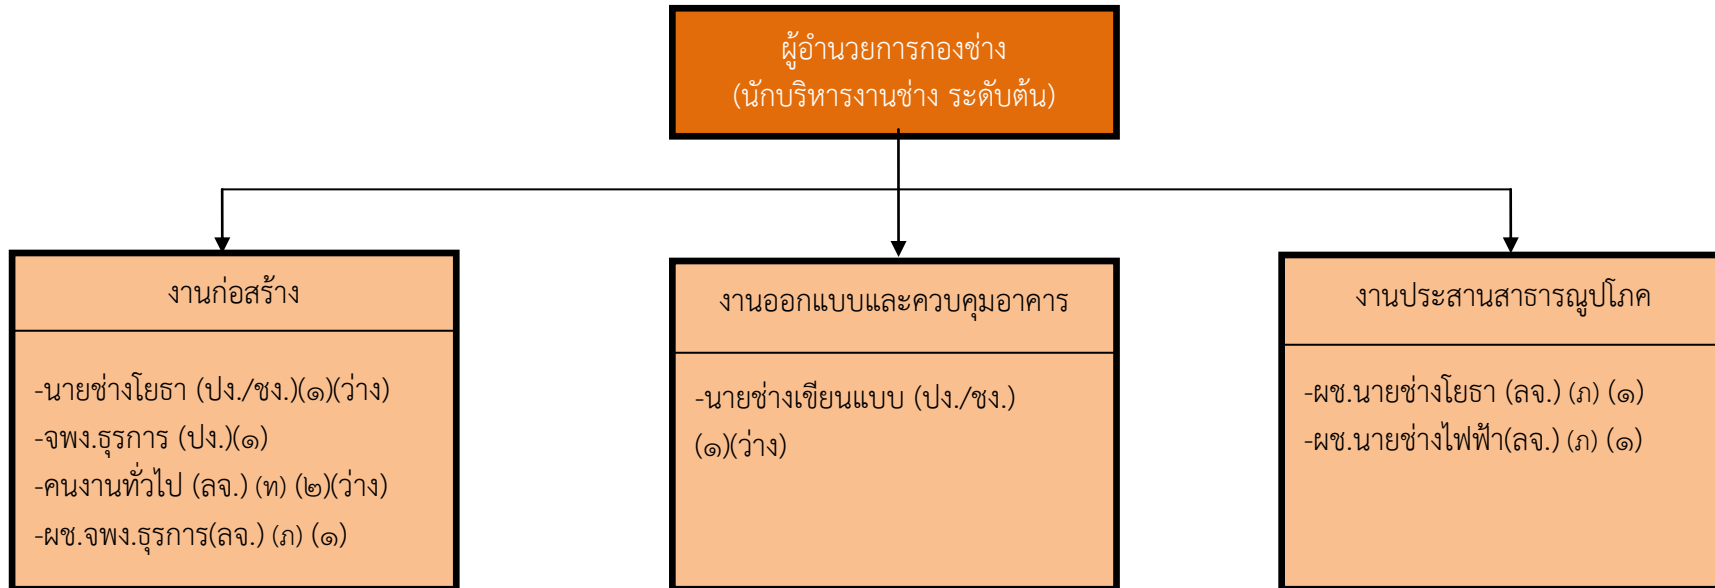 ผู้อำนวยการกองช่าง
(นักบริหารงานช่าง ระดับต้น)
งานก่อสร้าง
-นายช่างโยธา (ปง./ชง.)(๑)(ว่าง)
-จพง.ธุรการ (ปง.)(๑)
-คนงานทั่วไป (ลจ.) (ท) (๒)(ว่าง)
-ผช.จพง.ธุรการ(ลจ.) (ภ) (๑)
งานออกแบบและควบคุมอาคาร
-นายช่างเขียนแบบ (ปง./ชง.)
(๑)(ว่าง)
งานประสานสาธารณูปโภค
-ผช.นายช่างโยธา (ลจ.) (ภ) (๑)
-ผช.นายช่างไฟฟ้า(ลจ.) (ภ) (๑)